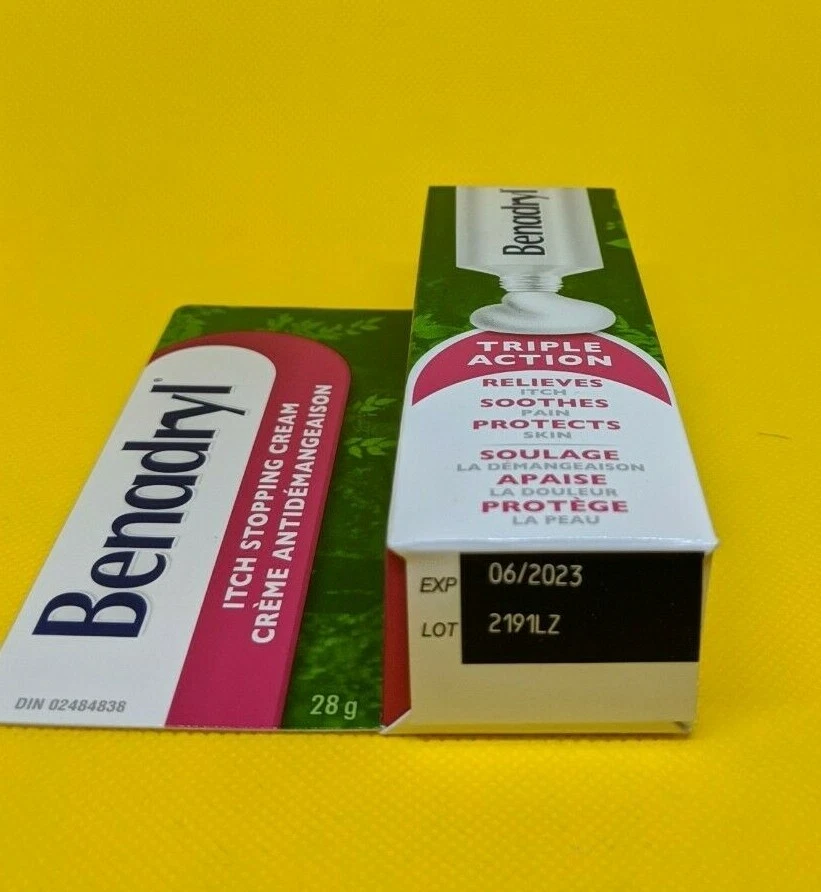 Benadryl
TRIPLE
ACTION
RELIEVES
ITCH
SOOTHES
PAIN
PROTECTS
SKIN
SOULAGE
LA DÉMANGEAISON
APAISE
LA DOULEUR
PROTÈGE
LA PEAU
EXP 06/2023
LOT 2191LZ
Benadryl®
ITCH STOPPING CREAM
CRÈME ANTIDÉMANGEAISON
DIN 02484838
28 g